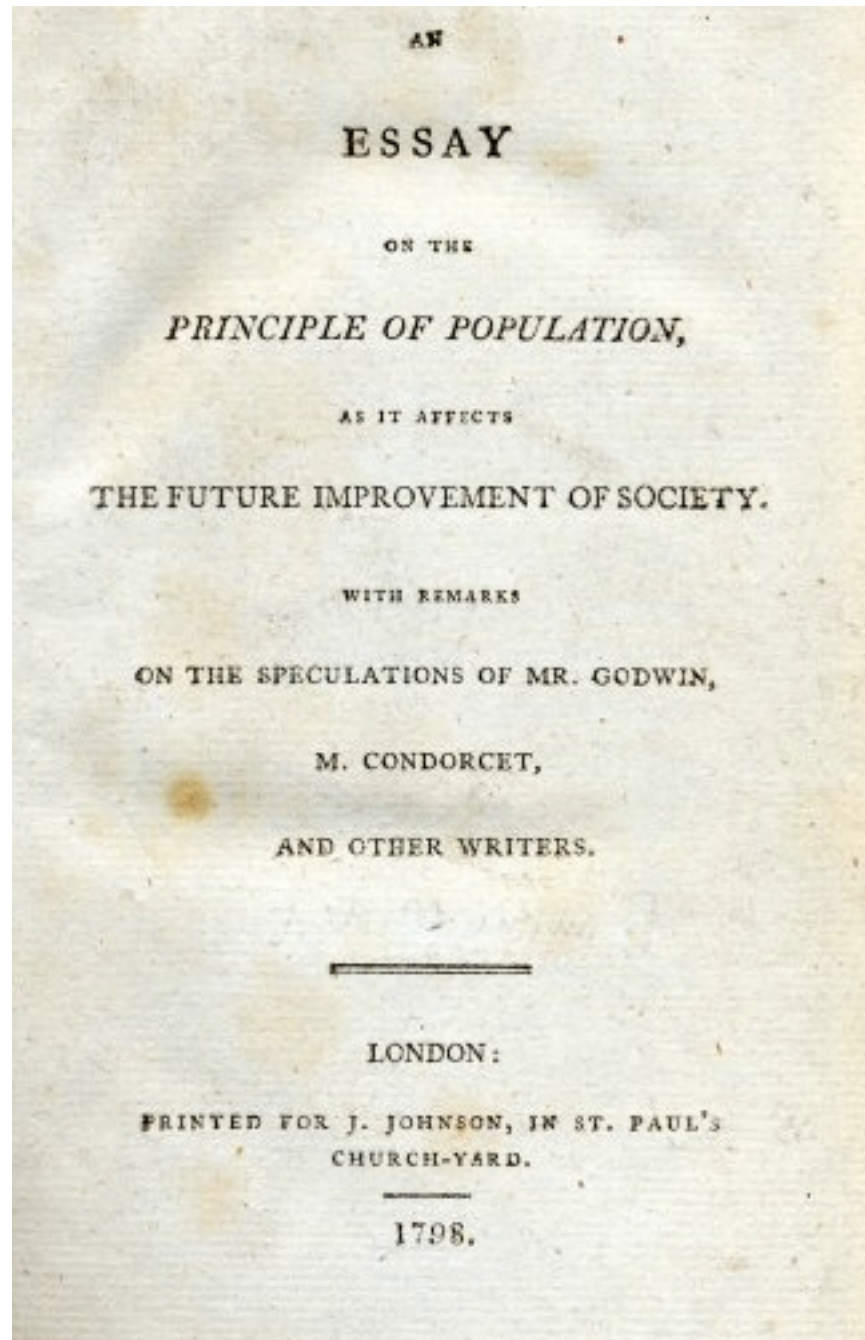 AN
ESSAY
ON THE
PRINCIPLE OF POPULATION,
AS IT AFFECTS
THE FUTURE IMPROVEMENT OF SOCIETY.
WITH REMARKS
ON THE SPECULATIONS OF MR. GODWIN,
M. CONDORCET,
AND OTHER WRITERS.
LONDON:
PRINTED FOR J. JOHNSON, IN ST. PAUL'S
CHURCH-YARD.
1798.